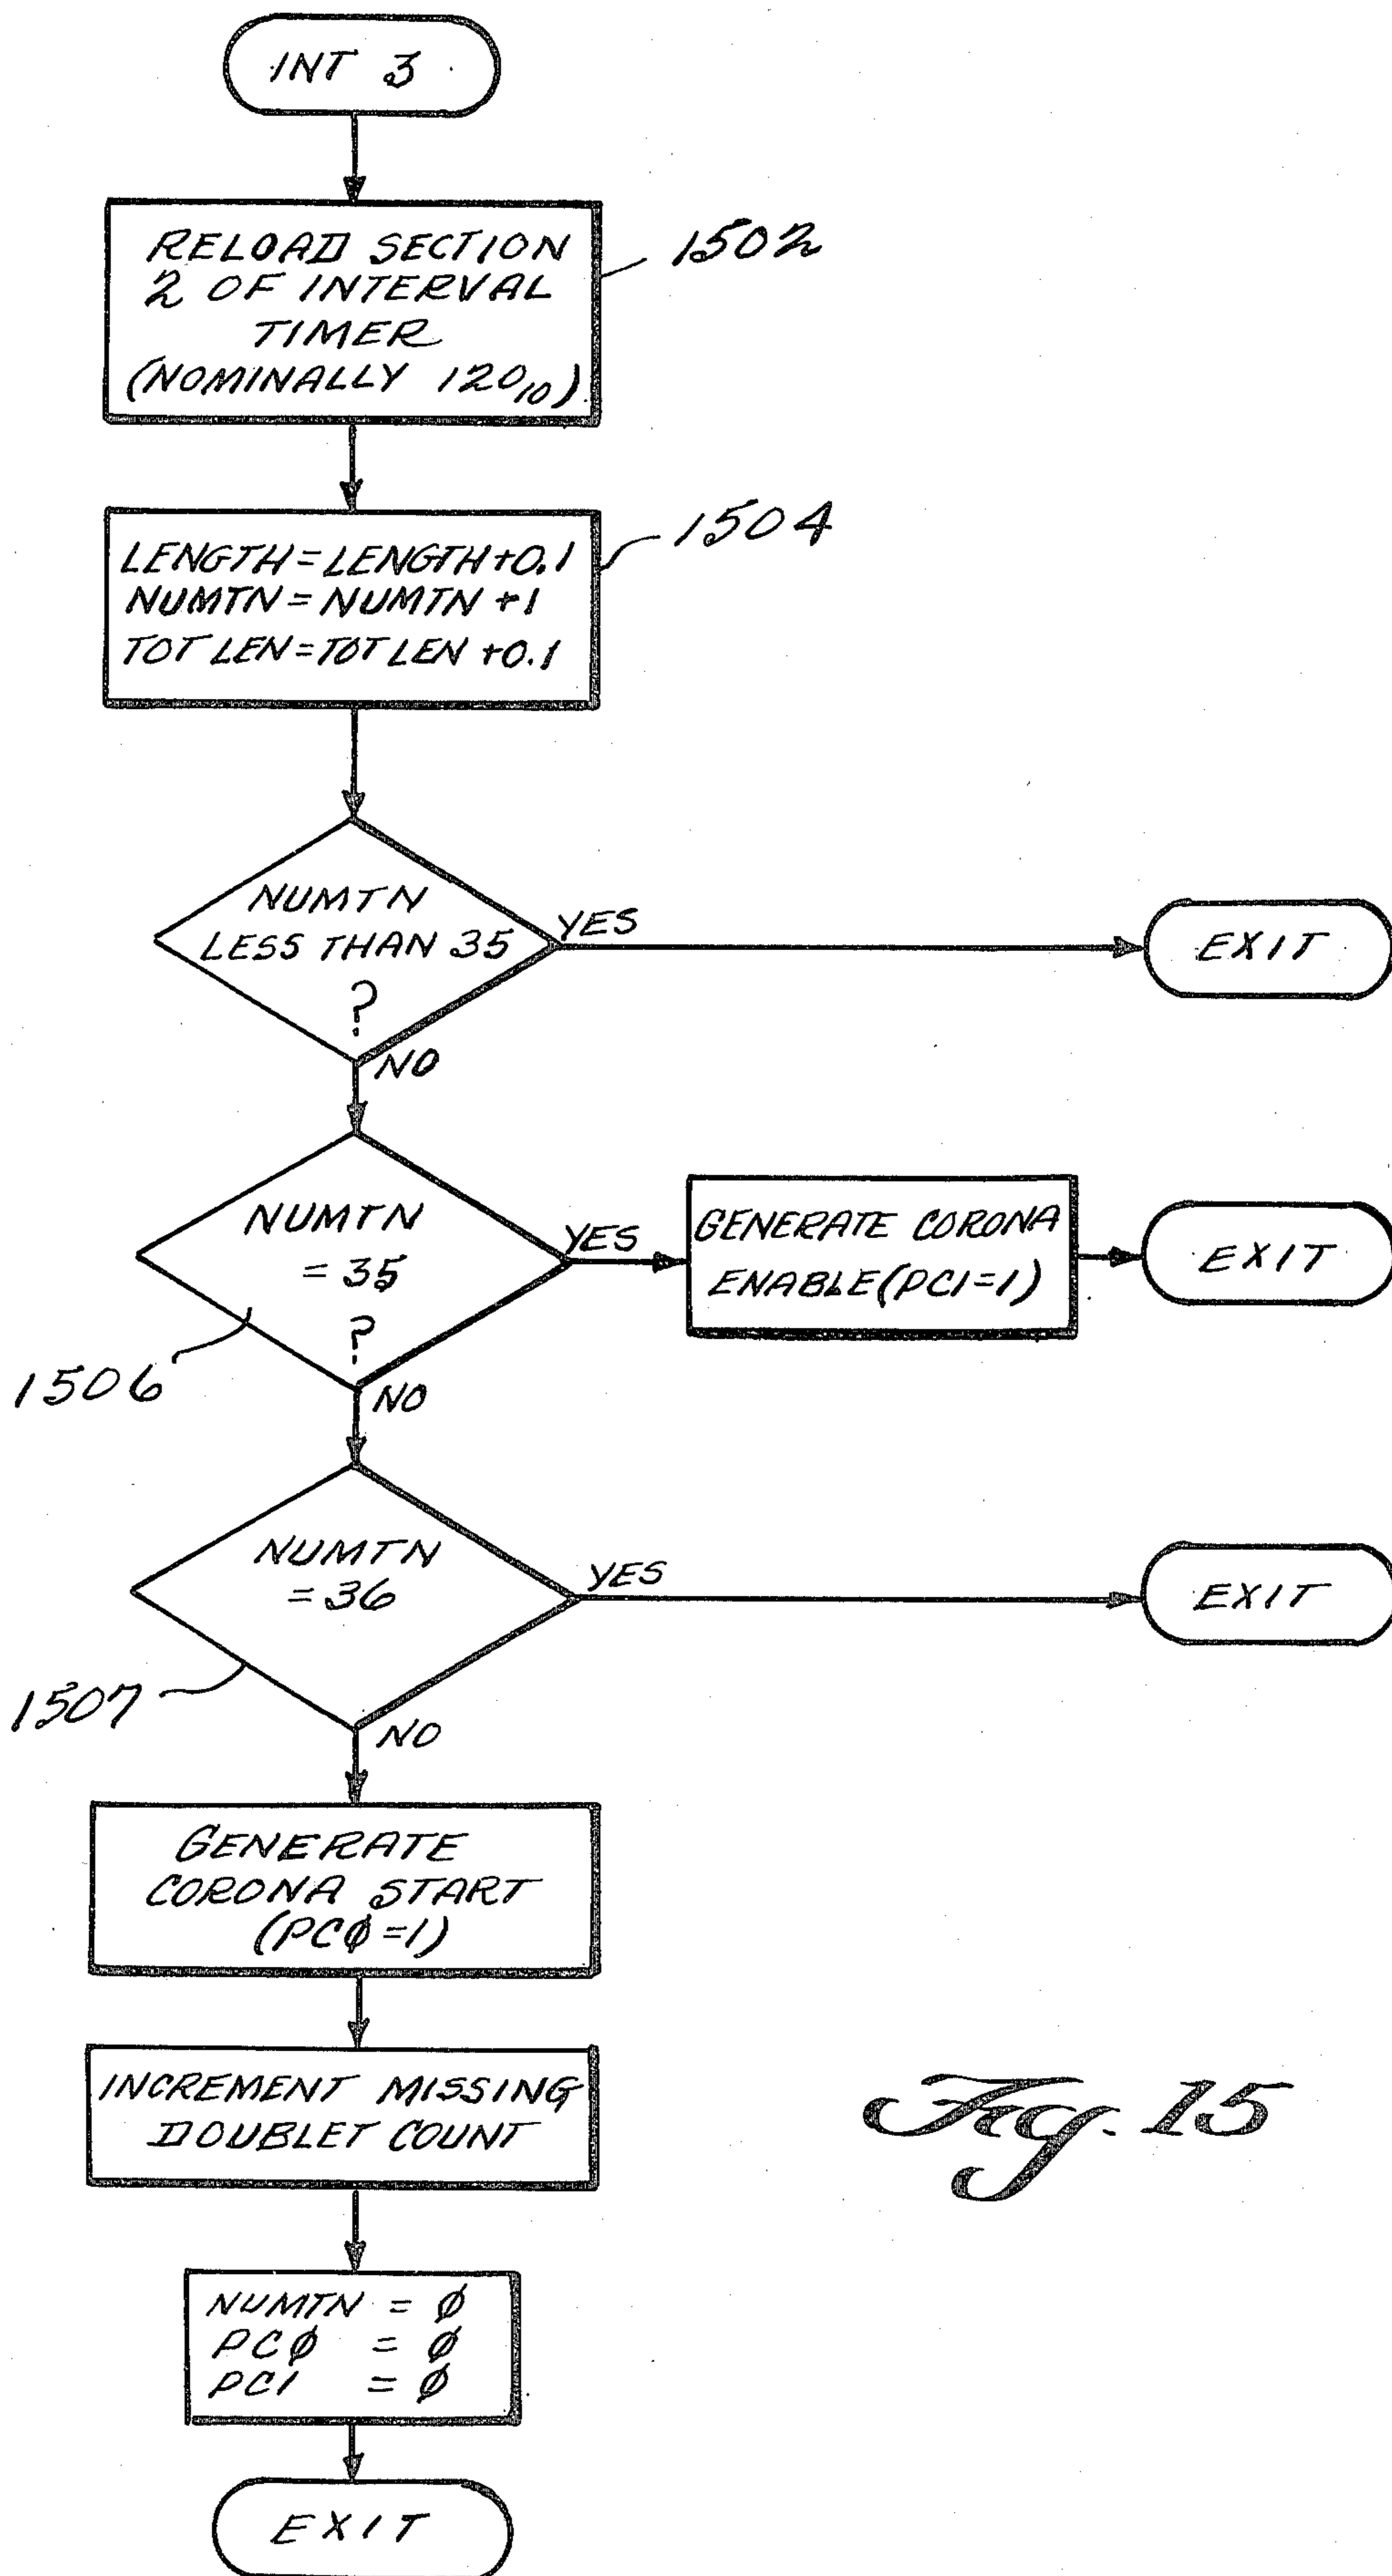 INT 3
RELOAD SECTION
2 OF INTERVAL
TIMER
(NOMINALLY 120₁₀)
1502
LENGTH=LENGTH+0.1
NUMTN=NUMTN+1
TOT LEN=TOT LEN+0.1
1504
NUMTN
LESS THAN 35
?
YES
EXIT
NO
NUMTN
=35
?
YES
GENERATE CORONA
ENABLE(PC1=1)
EXIT
1506
NO
NUMTN
=36
YES
EXIT
1507
NO
GENERATE
CORONA START
(PCØ=1)
INCREMENT MISSING
DOUBLET COUNT
NUMTN = Ø
PCØ = Ø
PC1 = Ø
EXIT
Fig. 15